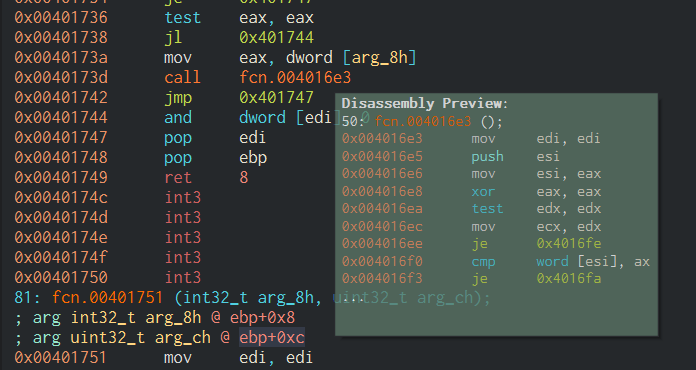 0x00401736 test eax, eax
0x00401738 jl 0x401744
0x0040173a mov eax, dword [arg_8h]
0x0040173d call fcn.004016e3
0x00401742 jmp 0x401747
0x00401744 and dword [edi], 0
0x00401747 pop edi
0x00401748 pop ebp
0x00401749 ret 8
0x0040174c int3
0x0040174d int3
0x0040174e int3
0x0040174f int3
0x00401750 int3
81: fcn.00401751 (int32_t arg_8h, uint32_t arg_ch);
; arg int32_t arg_8h @ ebp+0x8
; arg uint32_t arg_ch @ ebp+0xc
0x00401751 mov edi, edi
Disassembly Preview:
50: fcn.004016e3 ();
0x004016e3 mov edi, edi
0x004016e5 push esi
0x004016e6 mov esi, eax
0x004016e8 xor eax, eax
0x004016ea test edx, edx
0x004016ec mov ecx, edx
0x004016ee je 0x4016fe
0x004016f0 cmp word [esi], ax
0x004016f3 je 0x4016fa
...